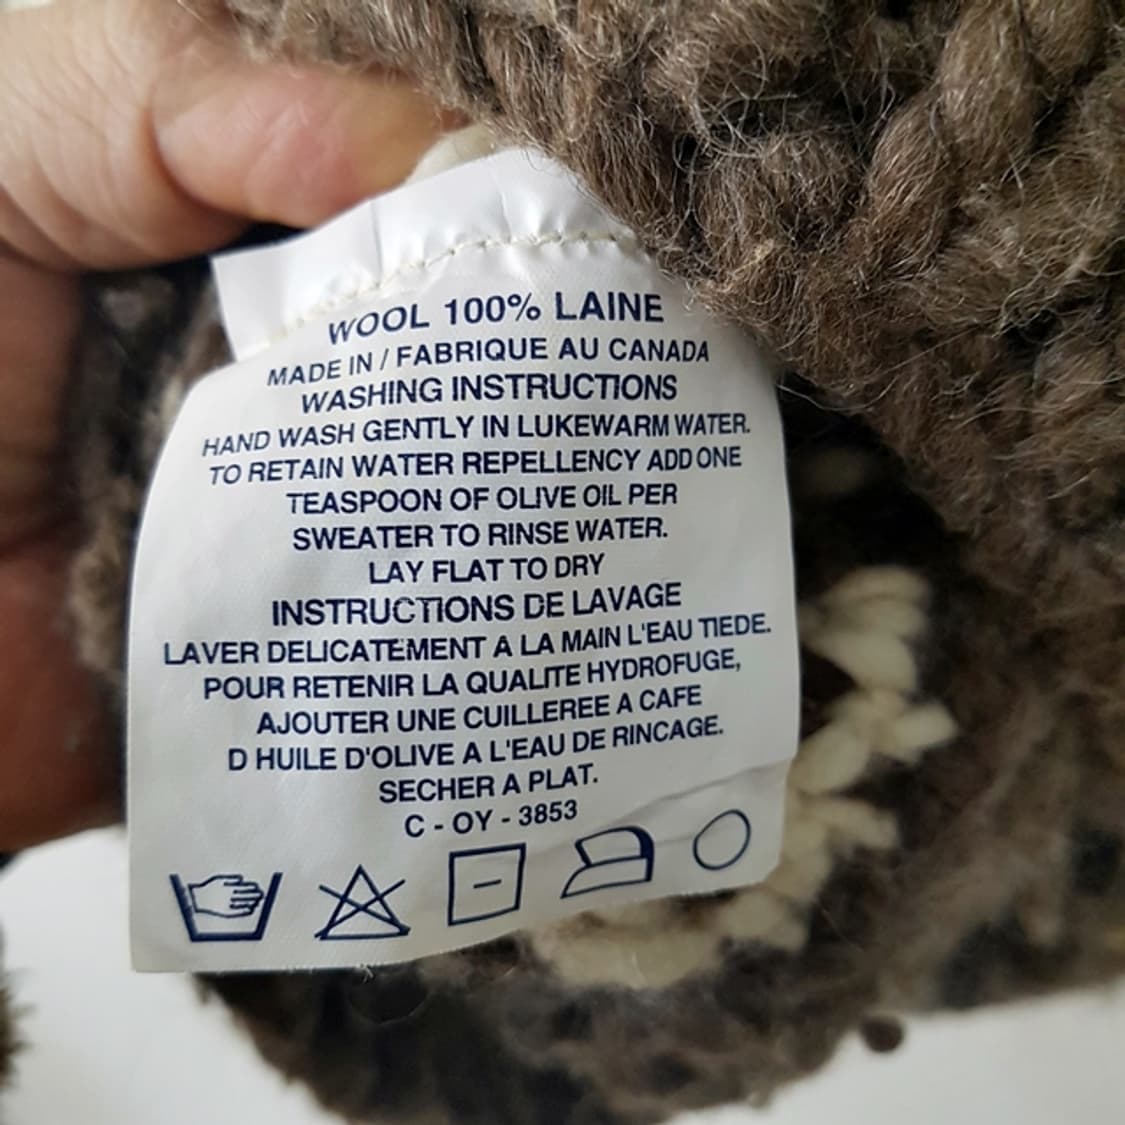 WOOL 100% LAINE
MADE IN / FABRIQUE AU CANADA
WASHING INSTRUCTIONS
HAND WASH GENTLY IN LUKEWARM WATER.
TO RETAIN WATER REPELLENCY ADD ONE
TEASPOON OF OLIVE OIL PER
SWEATER TO RINSE WATER.
LAY FLAT TO DRY
INSTRUCTIONS DE LAVAGE
LAVER DELICATEMENT A LA MAIN L'EAU TIEDE.
POUR RETENIR LA QUALITE HYDROFUGE,
AJOUTER UNE CUILLEREE A CAFE
D HUILE D'OLIVE A L'EAU DE RINCAGE.
SECHER A PLAT.
C - OY - 3853